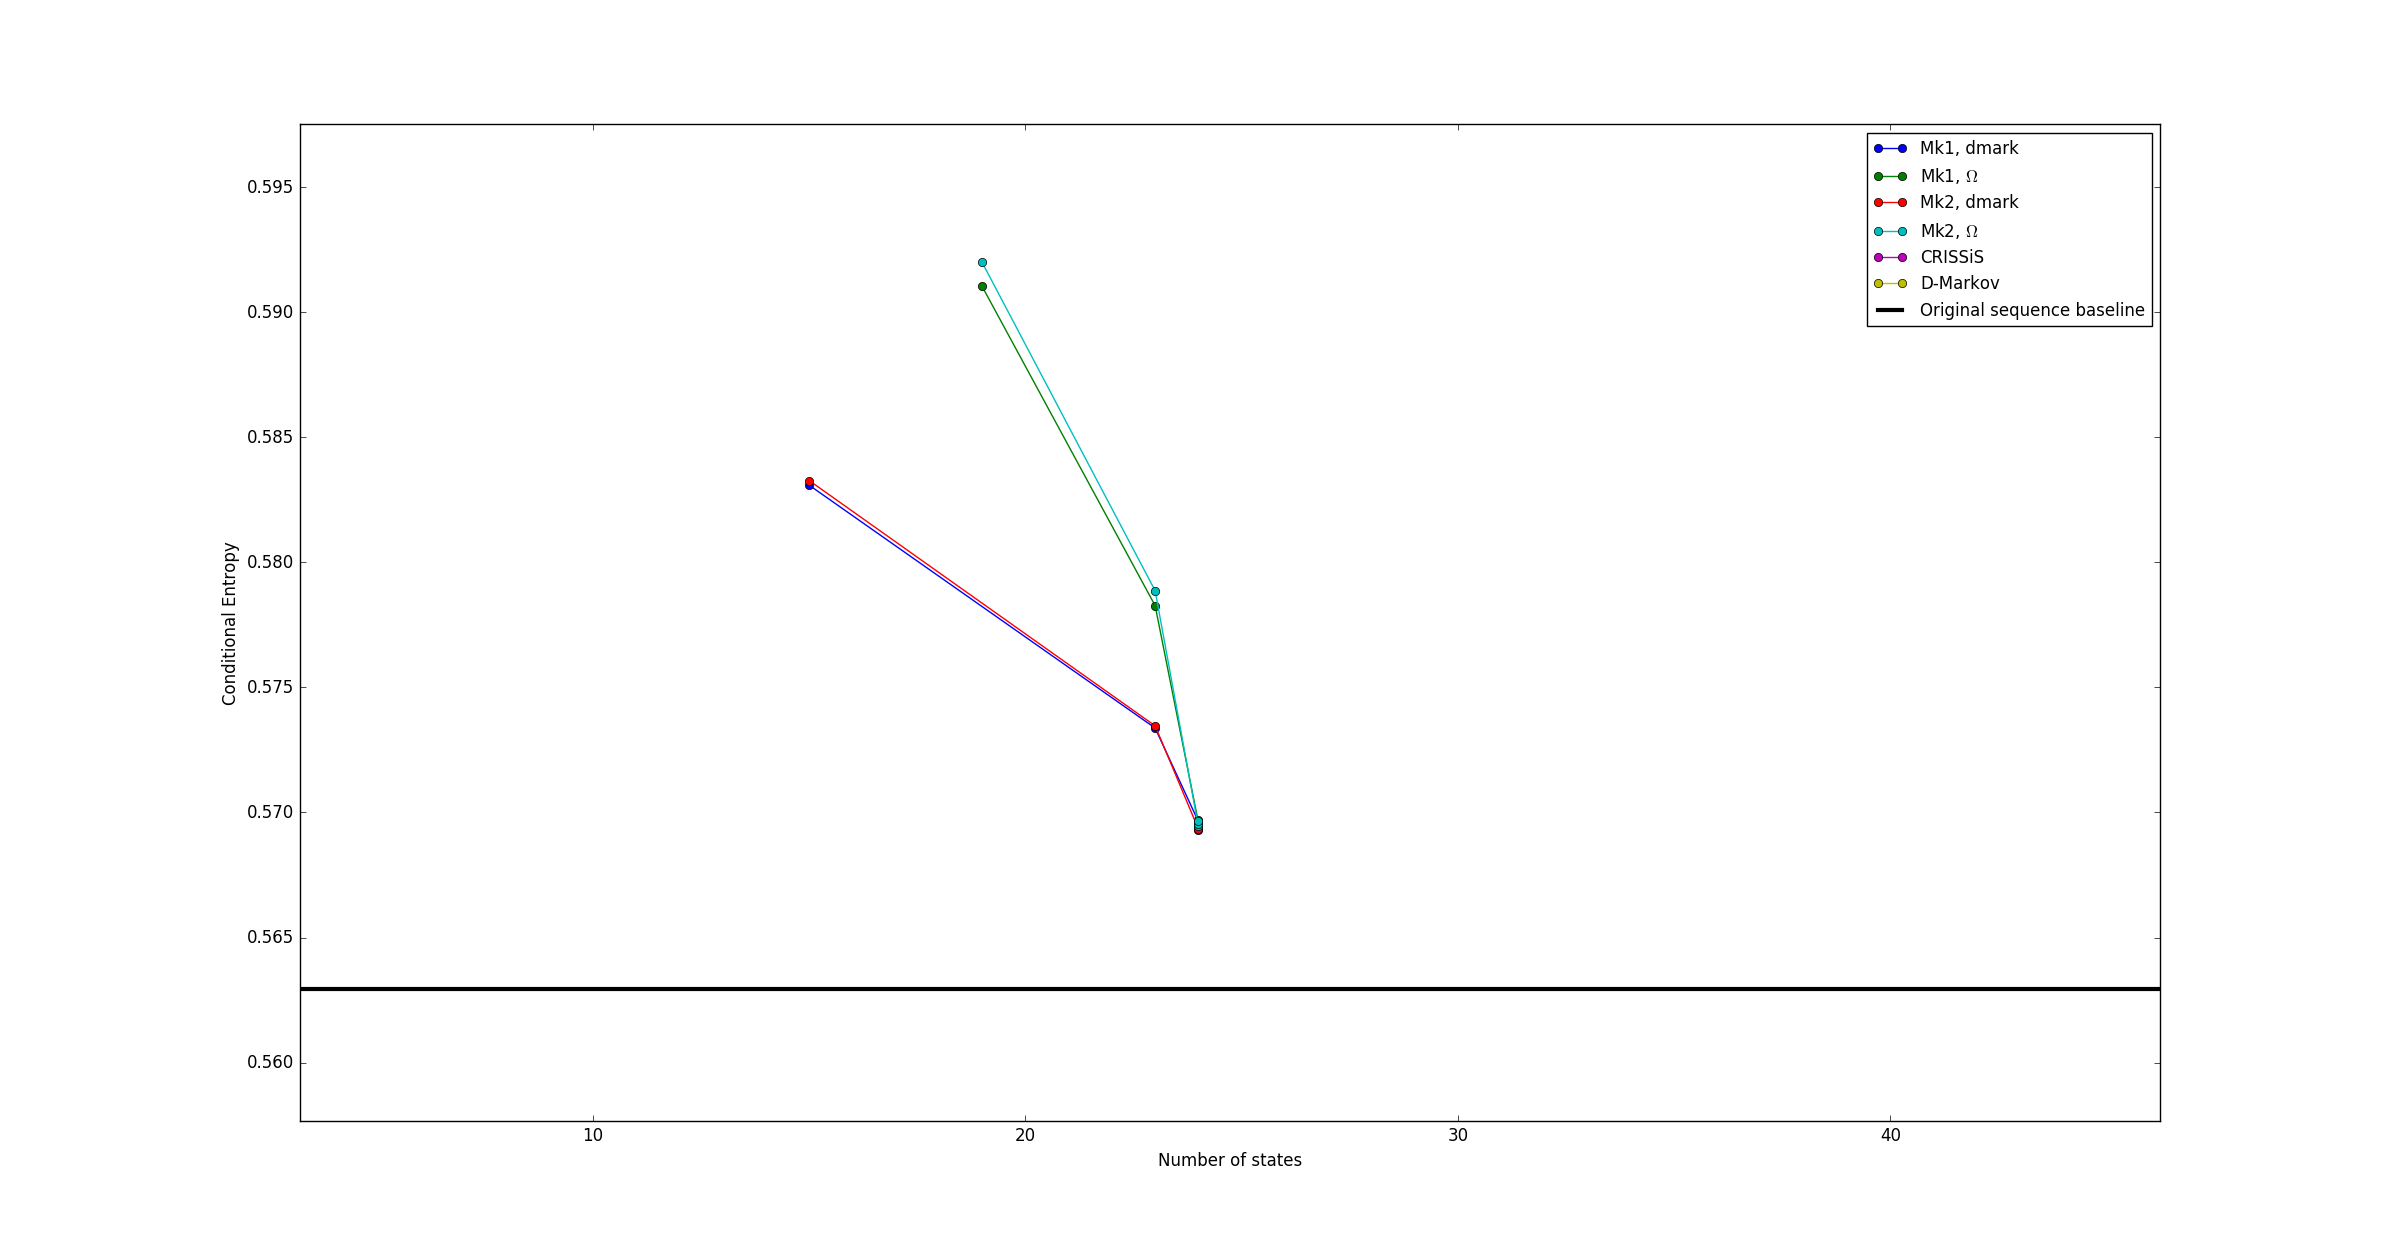 Mk1, dmark
Mk1, Ω
Mk2, dmark
Mk2, Ω
CRISSiS
D-Markov
Original sequence baseline
0.595
0.590
0.585
0.580
0.575
0.570
0.565
0.560
Conditional Entropy
10 20 30 40
Number of states